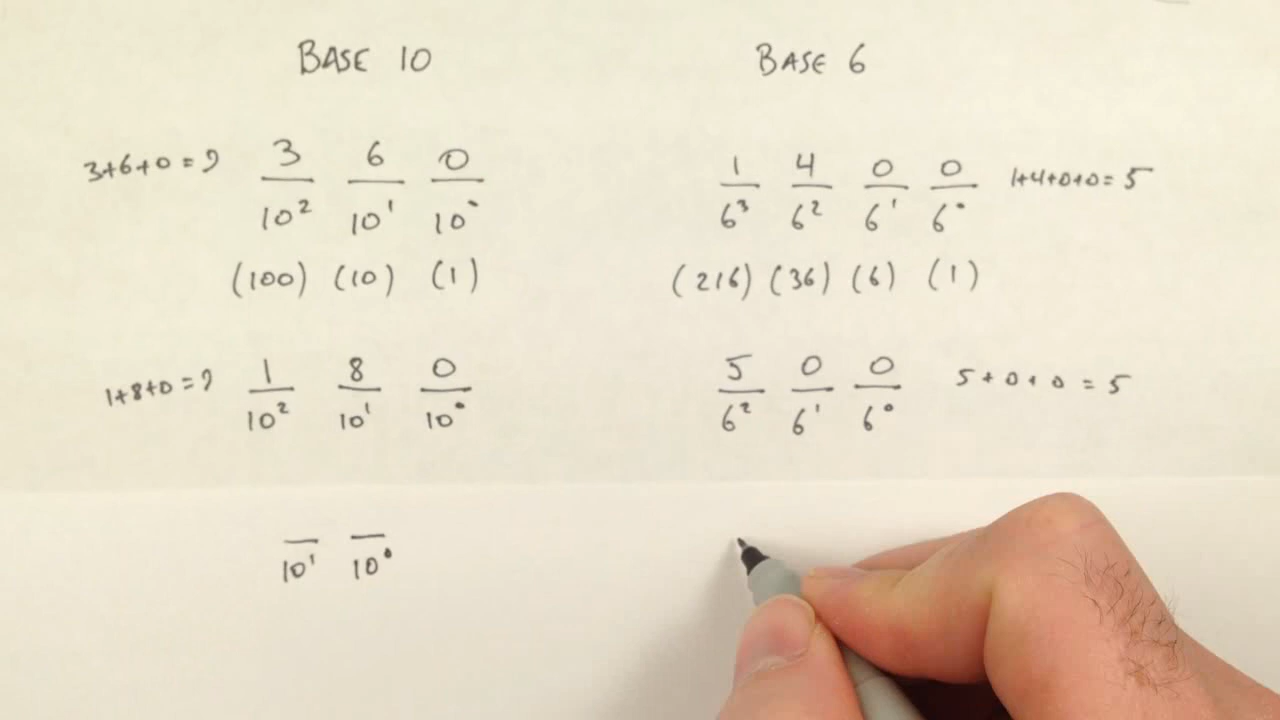 BASE 10 BASE 6
3+6+0=9 3 6 0 1 4 0 0 1+4+0+0=5
10² 10¹ 10⁰ 6³ 6² 6¹ 6⁰
(100) (10) (1) (216) (36) (6) (1)
1+8+0=9 1 8 0 5 0 0 5+0+0=5
10² 10¹ 10⁰ 6² 6¹ 6⁰
10¹ 10⁰